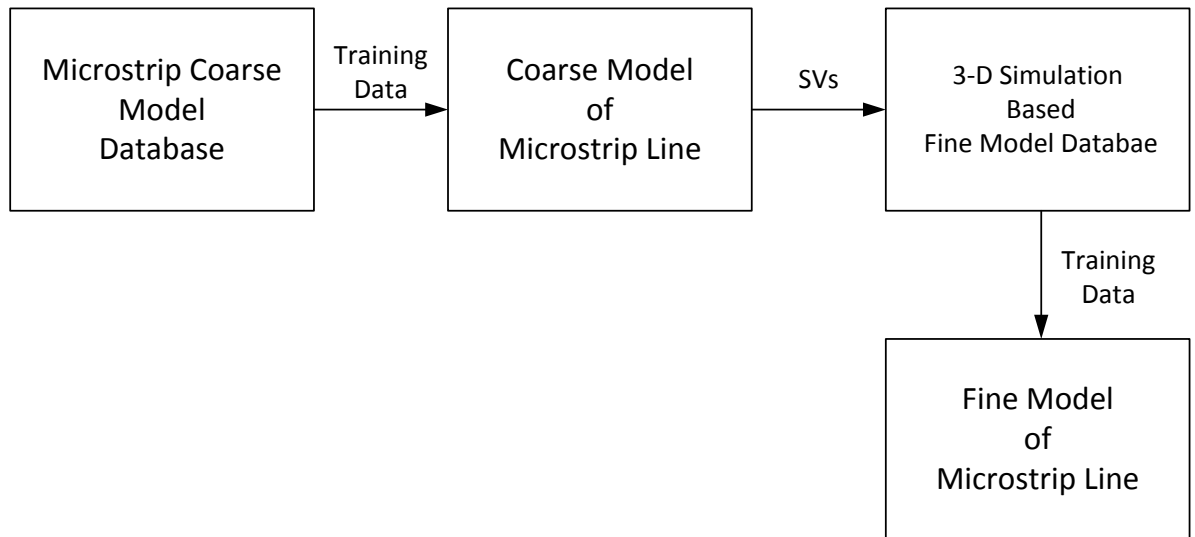 Microstrip Coarse
Model
Database
Training
Data
Coarse Model
of
Microstrip Line
SVs
3-D Simulation
Based
Fine Model Databae
Training
Data
Fine Model
of
Microstrip Line